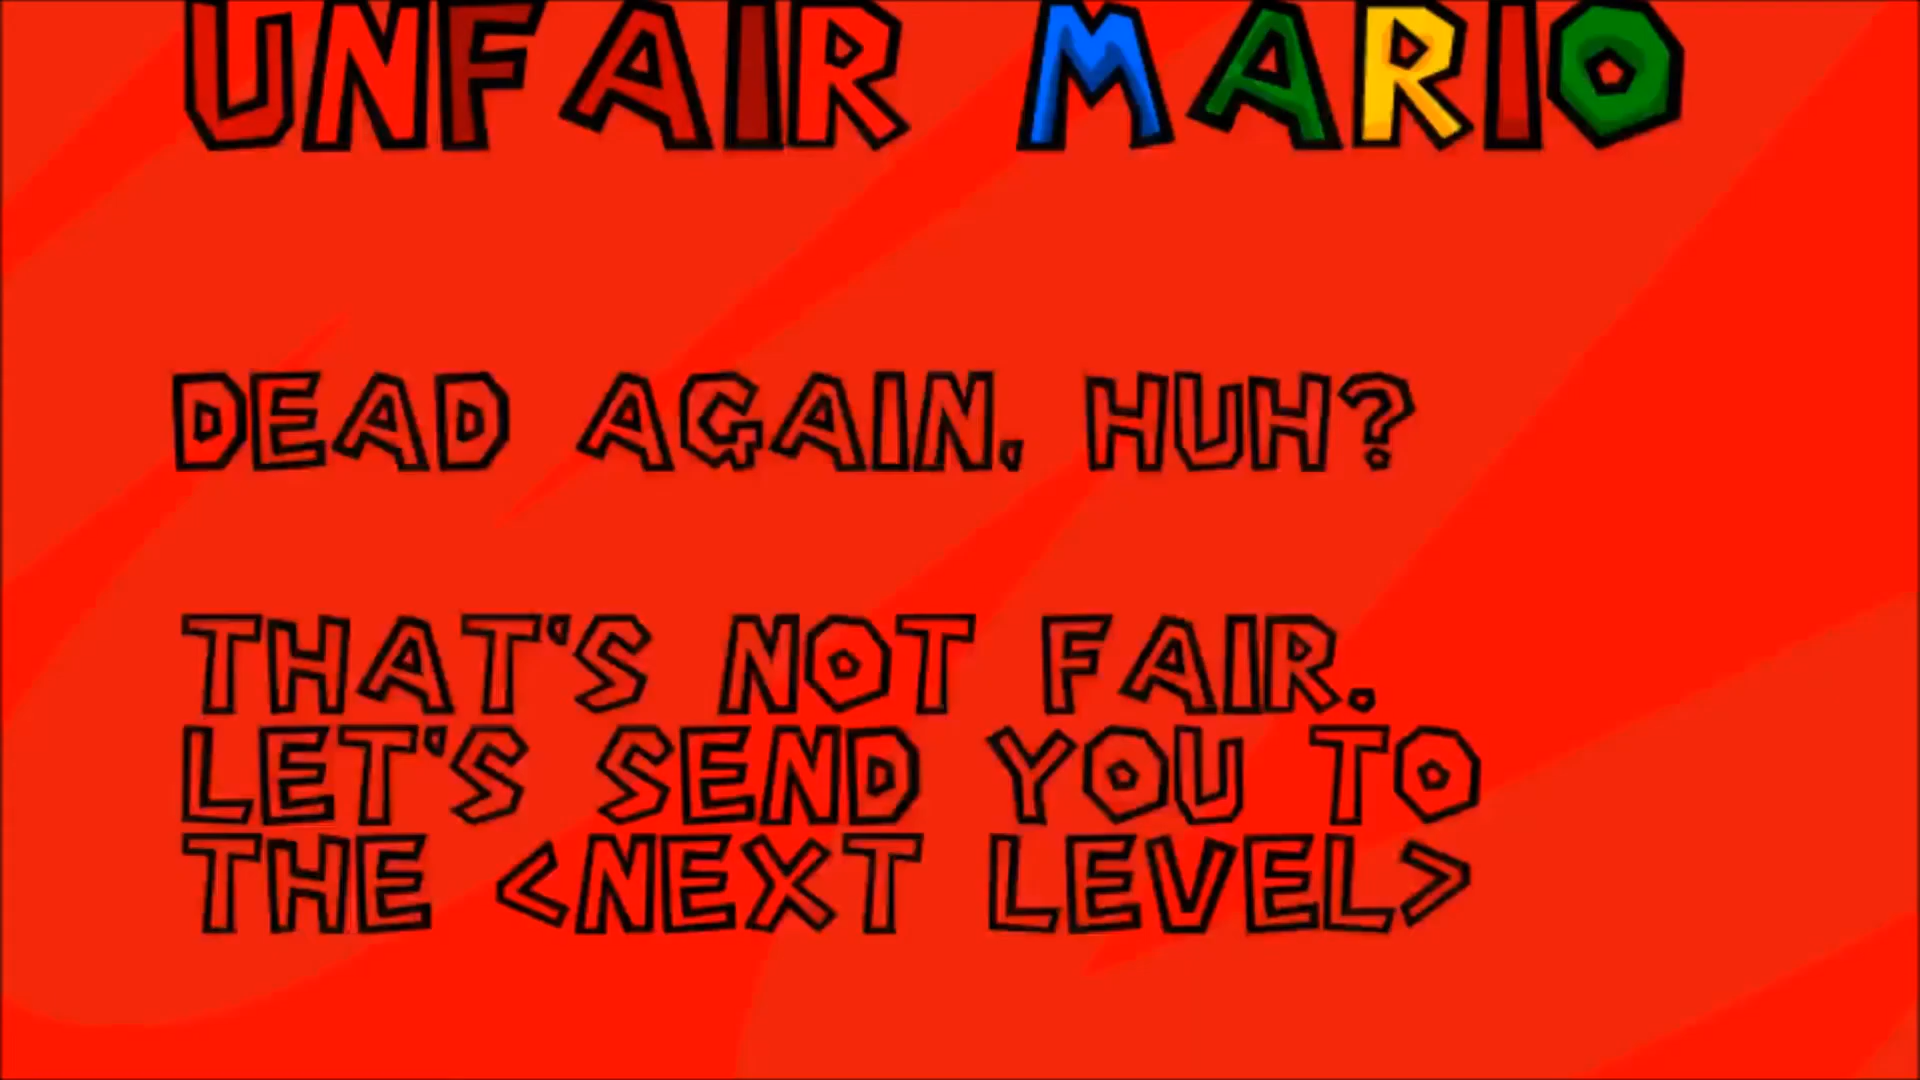 UNFAIR MARIO
DEAD AGAIN, HUH?
THAT'S NOT FAIR.
LET'S SEND YOU TO
THE <NEXT LEVEL>